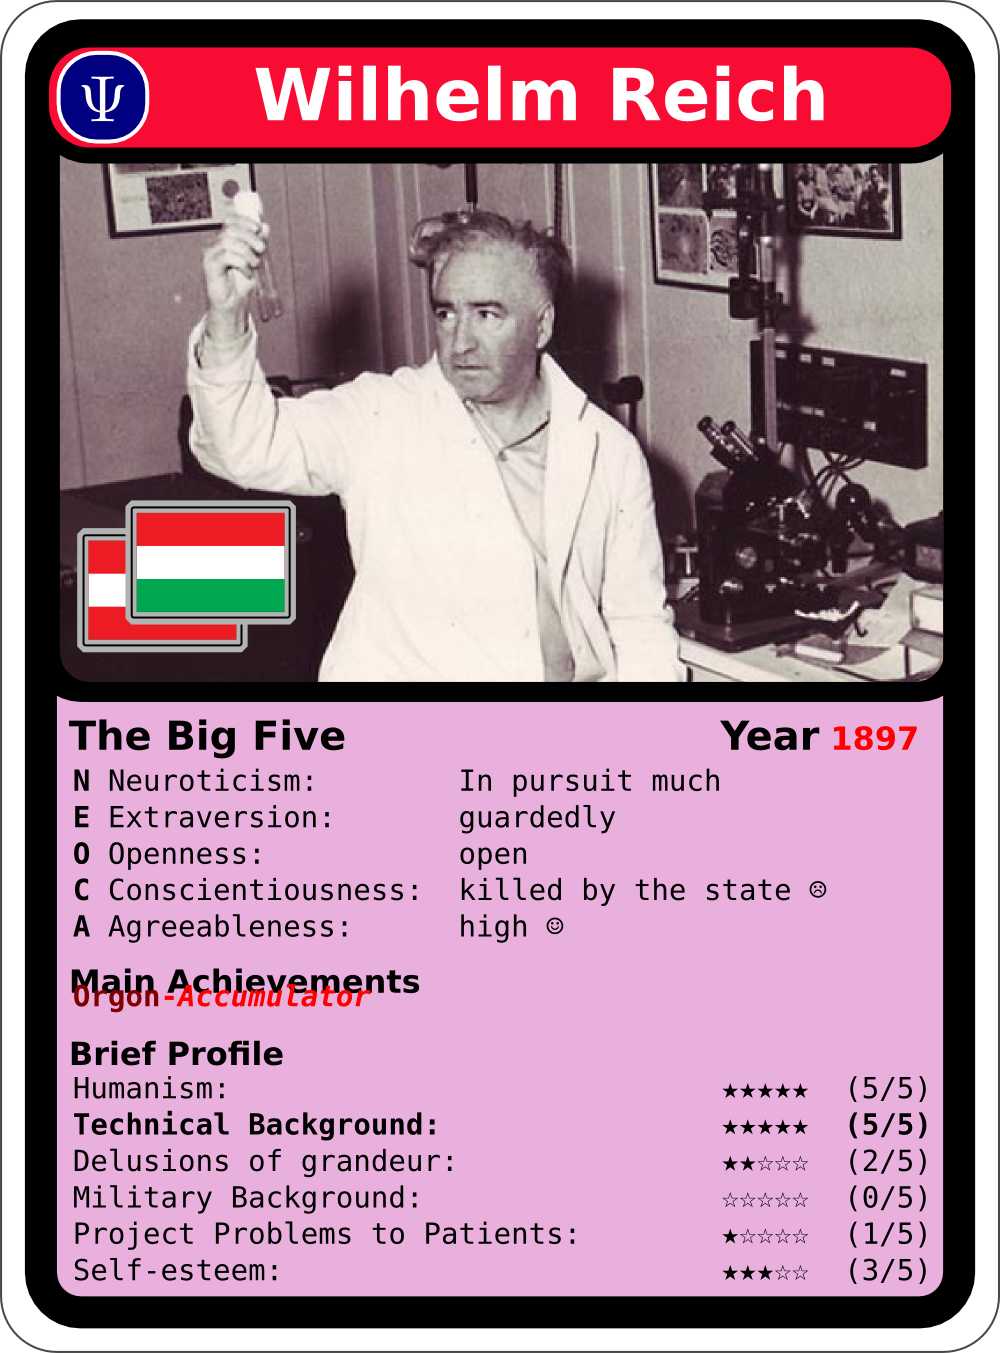 Ψ Wilhelm Reich
The Big Five Year 1897
N Neuroticism: In pursuit much
E Extraversion: guardedly
O Openness: open
C Conscientiousness: killed by the state ☹
A Agreeableness: high ☺
Main Achievements
Orgon-Accumulator
Brief Profile
Humanism: ★★★★★ (5/5)
Technical Background: ★★★★★ (5/5)
Delusions of grandeur: ★★☆☆☆ (2/5)
Military Background: ☆☆☆☆☆ (0/5)
Project Problems to Patients: ★☆☆☆☆ (1/5)
Self-esteem: ★★★☆☆ (3/5)